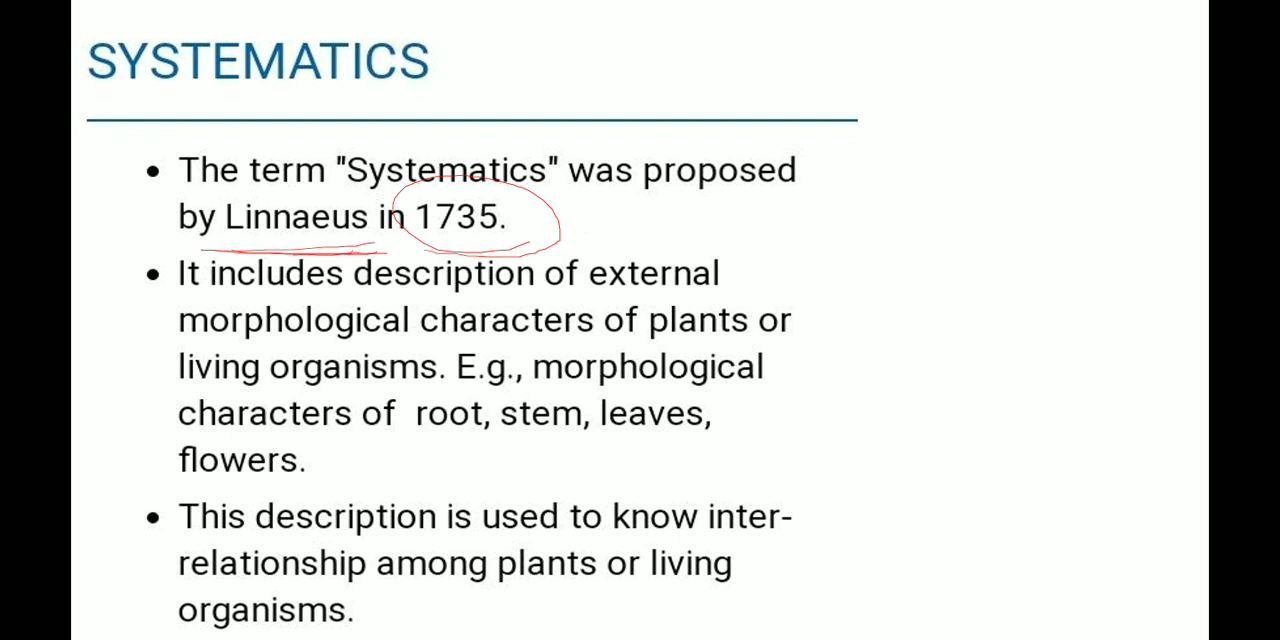 SYSTEMATICS
• The term "Systematics" was proposed
by Linnaeus in 1735.
• It includes description of external
morphological characters of plants or
living organisms. E.g., morphological
characters of  root, stem, leaves,
flowers.
• This description is used to know inter-
relationship among plants or living
organisms.